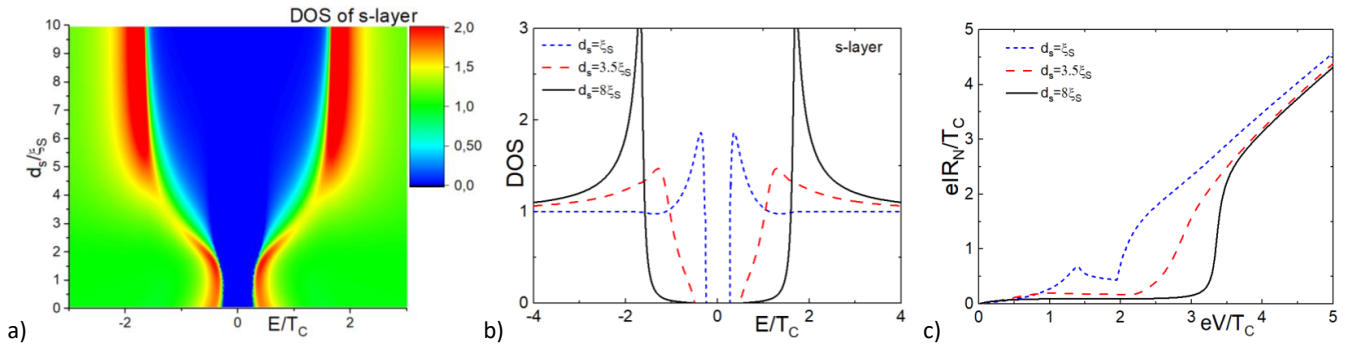 DOS of s-layer
10
9
8
7
6
5
4
3
2
1
0
d_s/ξ_S
-2 0 2
E/T_C
2,0
1,5
1,0
0,5
0,0
a)
3
2
1
0
DOS
d_s=ξ_S
d_s=3.5ξ_S
d_s=8ξ_S
s-layer
-4 -2 0 2 4
E/T_C
b)
5
4
3
2
1
0
eIR_N/T_C
d_s=ξ_S
d_s=3.5ξ_S
d_s=8ξ_S
0 1 2 3 4 5
eV/T_C
c)